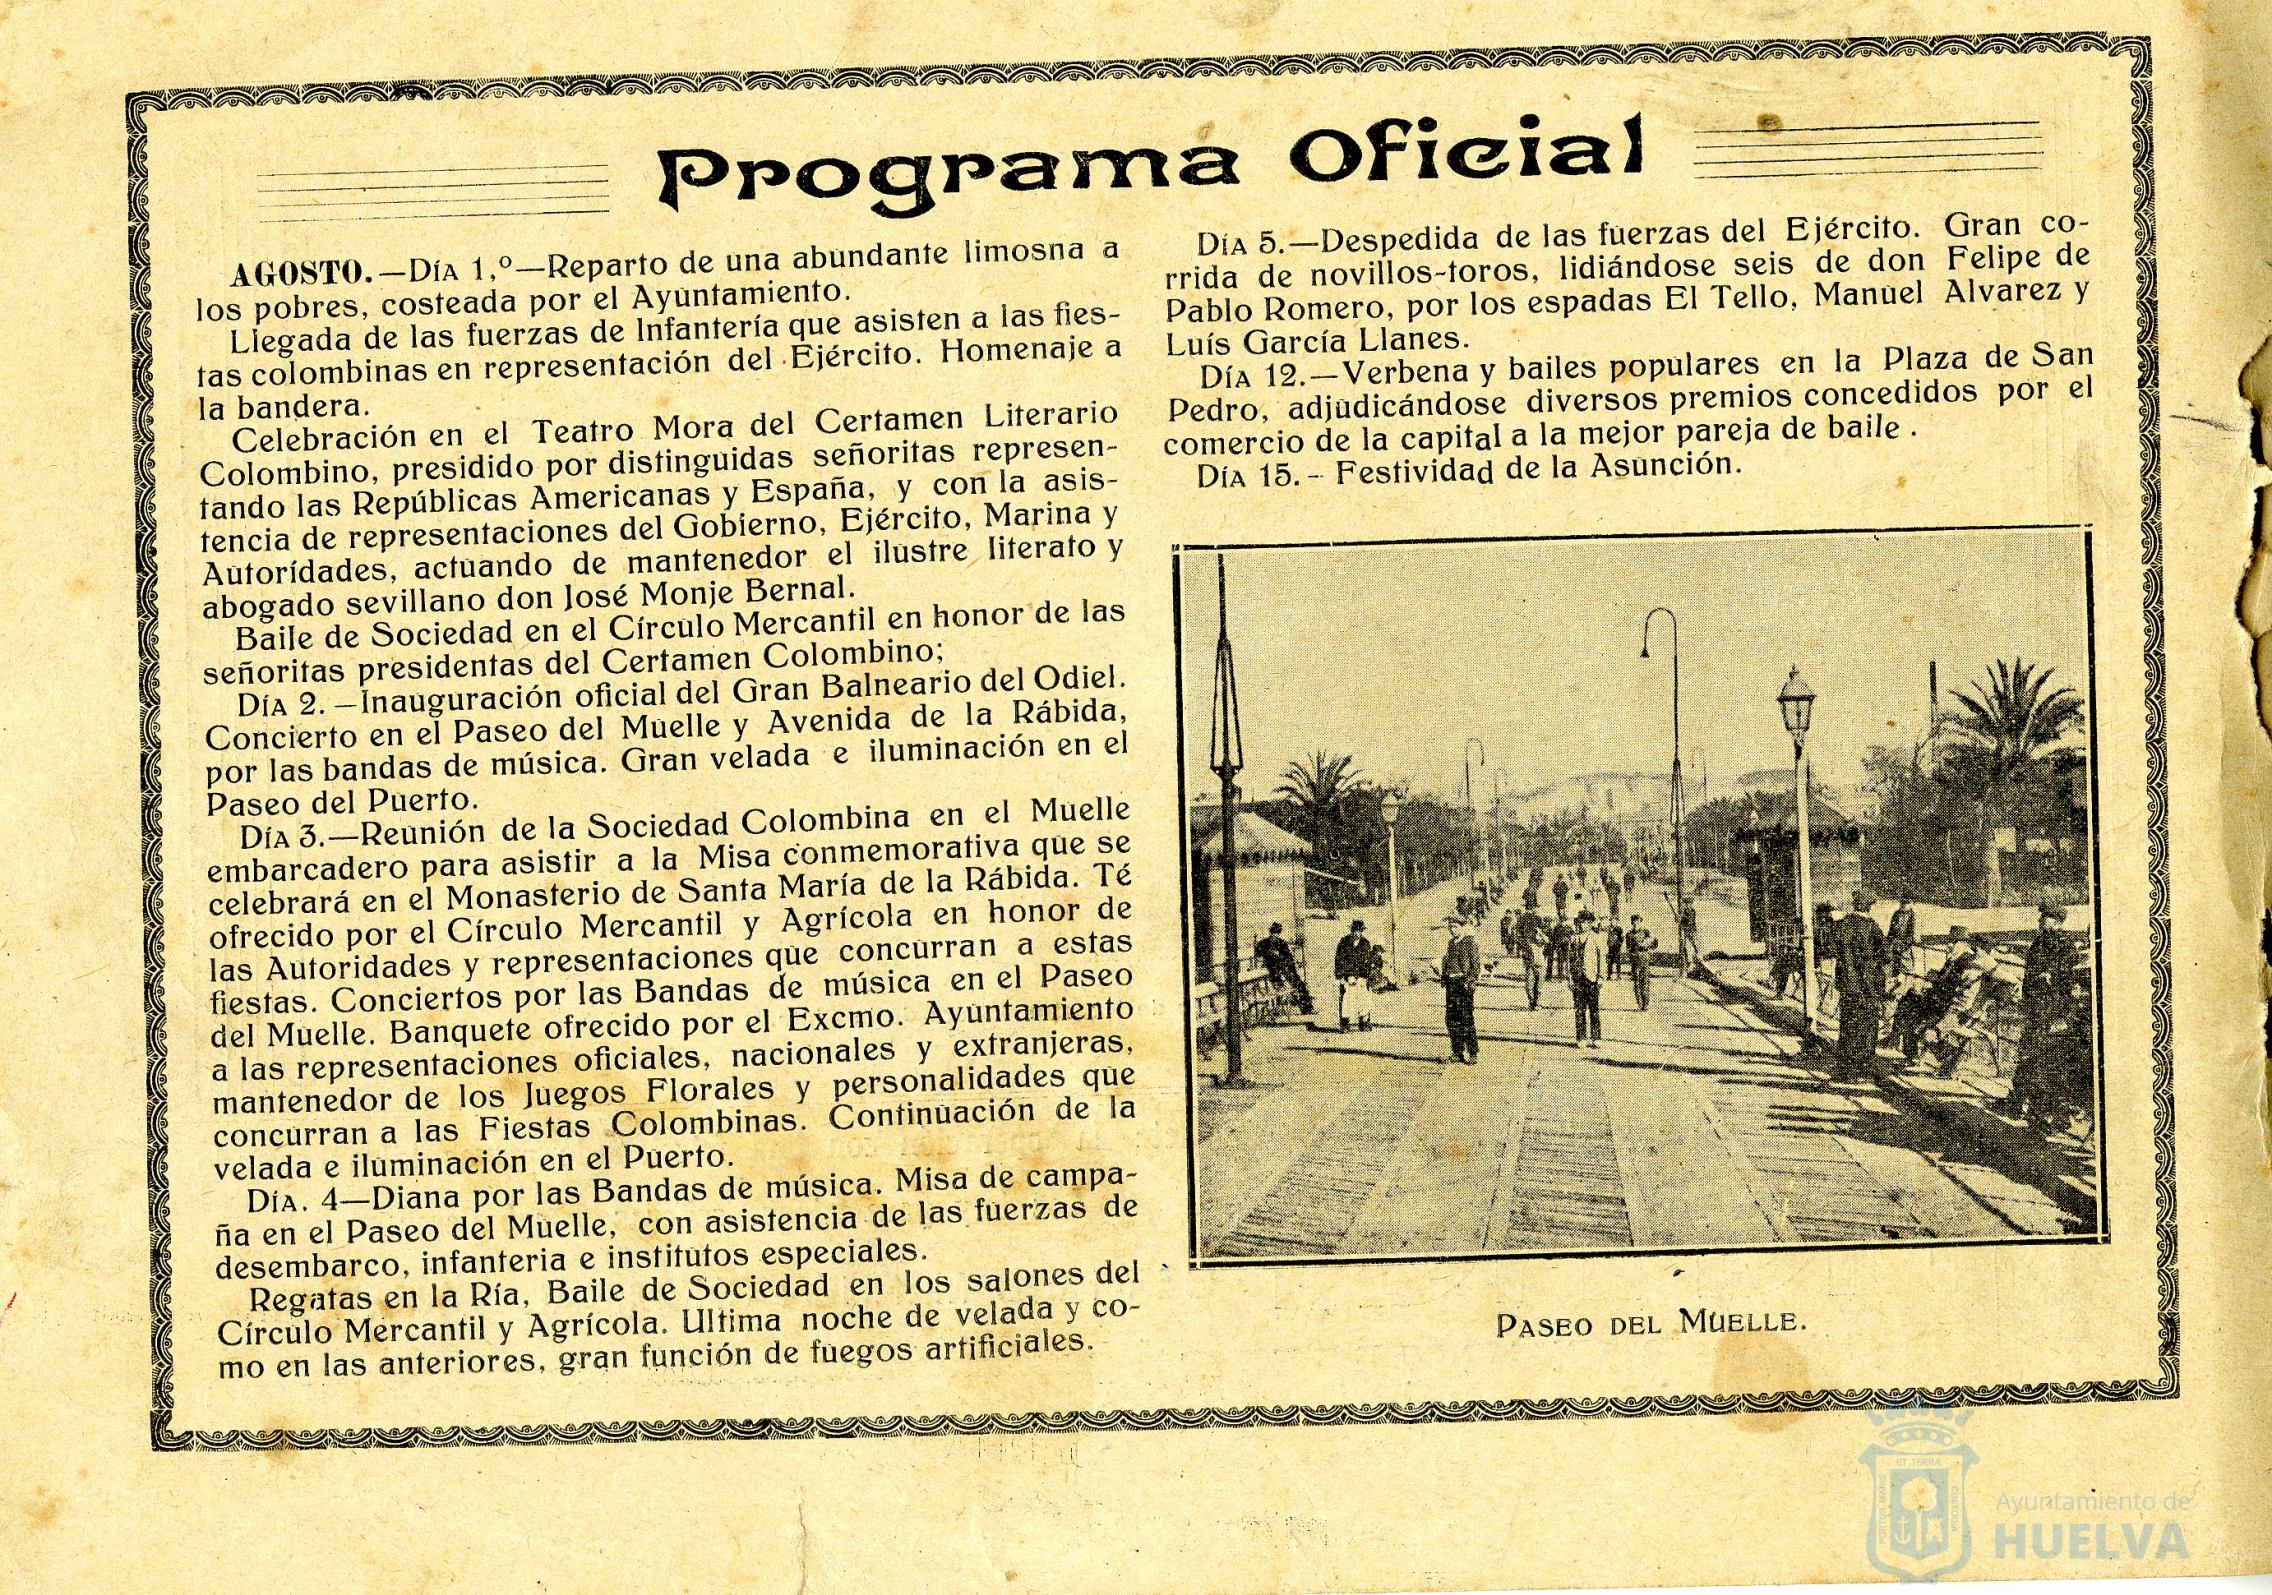 Programa Oficial
AGOSTO.—DÍA 1,º—Reparto de una abundante limosna a
los pobres, costeada por el Ayuntamiento.
Llegada de las fuerzas de Infantería que asisten a las fies-
tas colombinas en representación del Ejército. Homenaje a
la bandera.
Celebración en el Teatro Mora del Certamen Literario
Colombino, presidido por distinguidas señoritas represen-
tando las Repúblicas Americanas y España, y con la asis-
tencia de representaciones del Gobierno, Ejército, Marina y
Autorídades, actuando de mantenedor el ilustre literato y
abogado sevillano don José Monje Bernal.
Baile de Sociedad en el Círculo Mercantil en honor de las
señoritas presidentas del Certamen Colombino;
DÍA 2.—Inauguración oficial del Gran Balneario del Odiel.
Concierto en el Paseo del Muelle y Avenida de la Rábida,
por las bandas de música. Gran velada e iluminación en el
Paseo del Puerto.
DÍA 3.—Reunión de la Sociedad Colombina en el Muelle
embarcadero para asistir a la Misa conmemorativa que se
celebrará en el Monasterio de Santa María de la Rábida. Té
ofrecido por el Círculo Mercantil y Agrícola en honor de
las Autoridades y representaciones que concurran a estas
fiestas. Conciertos por las Bandas de música en el Paseo
del Muelle. Banquete ofrecido por el Excmo. Ayuntamiento
a las representaciones oficiales, nacionales y extranjeras,
mantenedor de los Juegos Florales y personalidades que
concurran a las Fiestas Colombinas. Continuación de la
velada e iluminación en el Puerto.
DÍA. 4—Diana por las Bandas de música. Misa de campa-
ña en el Paseo del Muelle, con asistencia de las fuerzas de
desembarco, infanteria e institutos especiales.
Regatas en la Ría, Baile de Sociedad en los salones del
Círculo Mercantil y Agrícola. Ultima noche de velada y co-
mo en las anteriores, gran función de fuegos artificiales.
DÍA 5.—Despedida de las fuerzas del Ejército. Gran co-
rrida de novillos-toros, lidiándose seis de don Felipe de
Pablo Romero, por los espadas El Tello, Manuel Alvarez y
Luís García Llanes.
DÍA 12.—Verbena y bailes populares en la Plaza de San
Pedro, adjudicándose diversos premios concedidos por el
comercio de la capital a la mejor pareja de baile .
DÍA 15.- Festividad de la Asunción.
PASEO DEL MUELLE.
PORTUS MARIS
ET TERRÆ
CUSTODIA
Ayuntamiento de
HUELVA